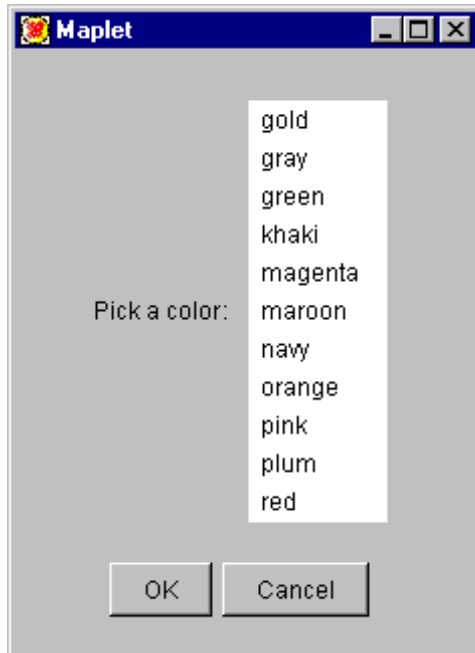 Maplet
gold
gray
green
khaki
magenta
Pick a color: maroon
navy
orange
pink
plum
red
OK Cancel